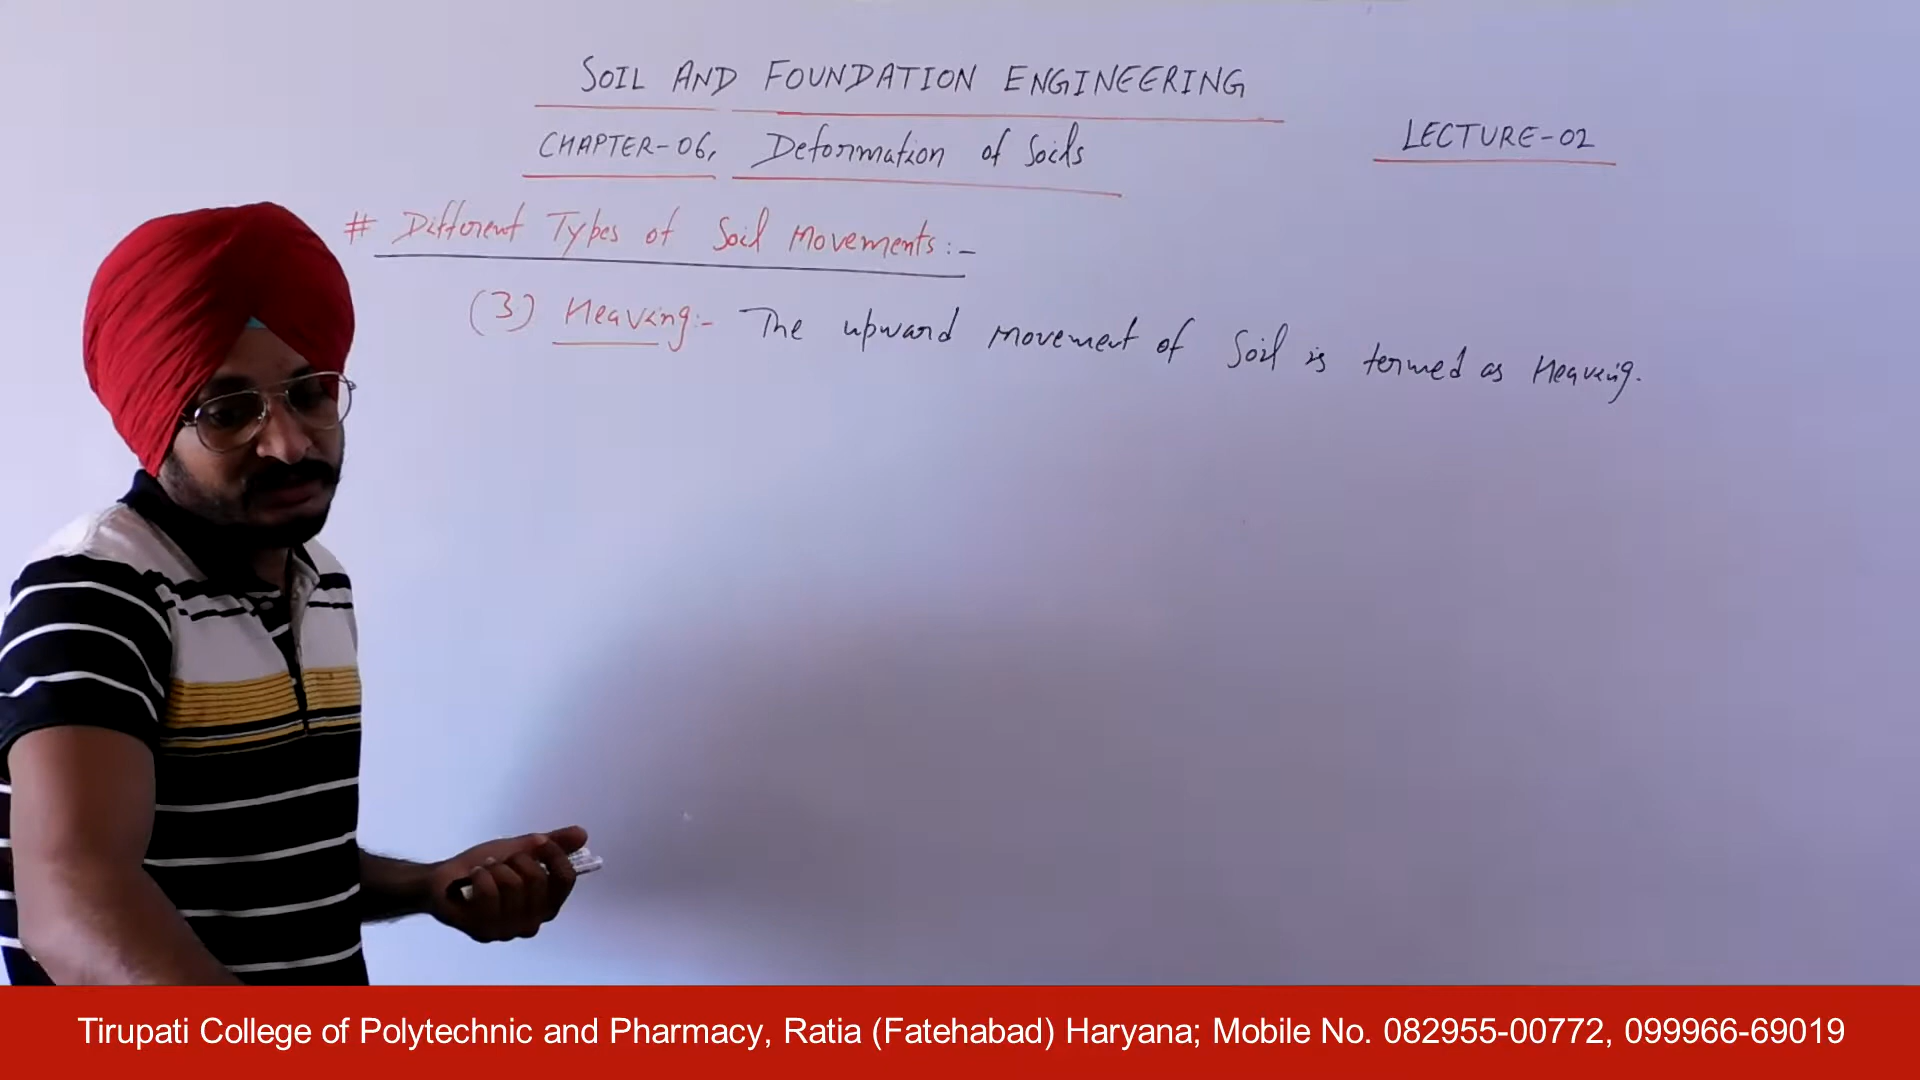 SOIL AND FOUNDATION ENGINEERING
CHAPTER-06, Deformation of Soils
LECTURE-02
# Different Types of Soil Movements:-
(3) Heaving:- The upward movement of Soil is termed as Heaving.
Tirupati College of Polytechnic and Pharmacy, Ratia (Fatehabad) Haryana; Mobile No. 082955-00772, 099966-69019